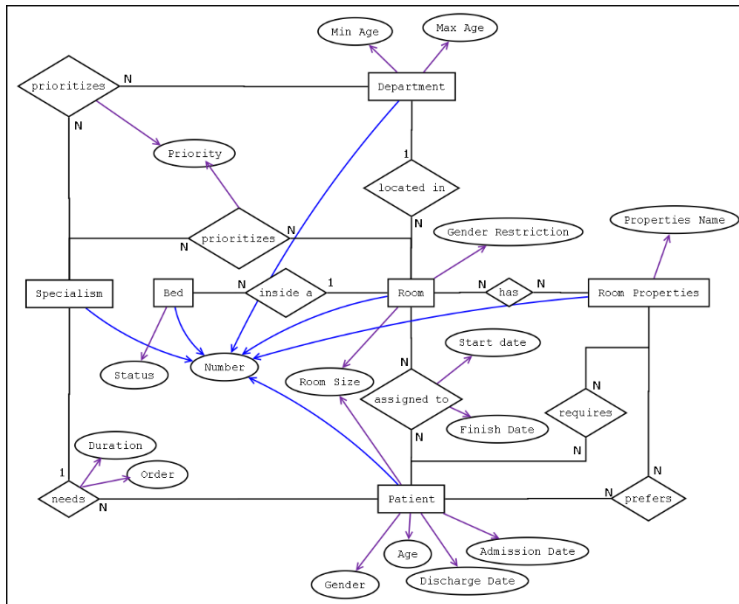 Min Age
Max Age
prioritizes
N
Department
N
1
Priority
located in
N
Properties Name
Gender Restriction
prioritizes
N
N
Specialism
Bed
N
inside a
1
Room
N
has
N
Room Properties
Start date
Number
Room Size
Status
N
assigned to
N
requires
Finish Date
Duration
N
N
N
Order
1
needs
N
Patient
N
prefers
Age
Admission Date
Gender
Discharge Date